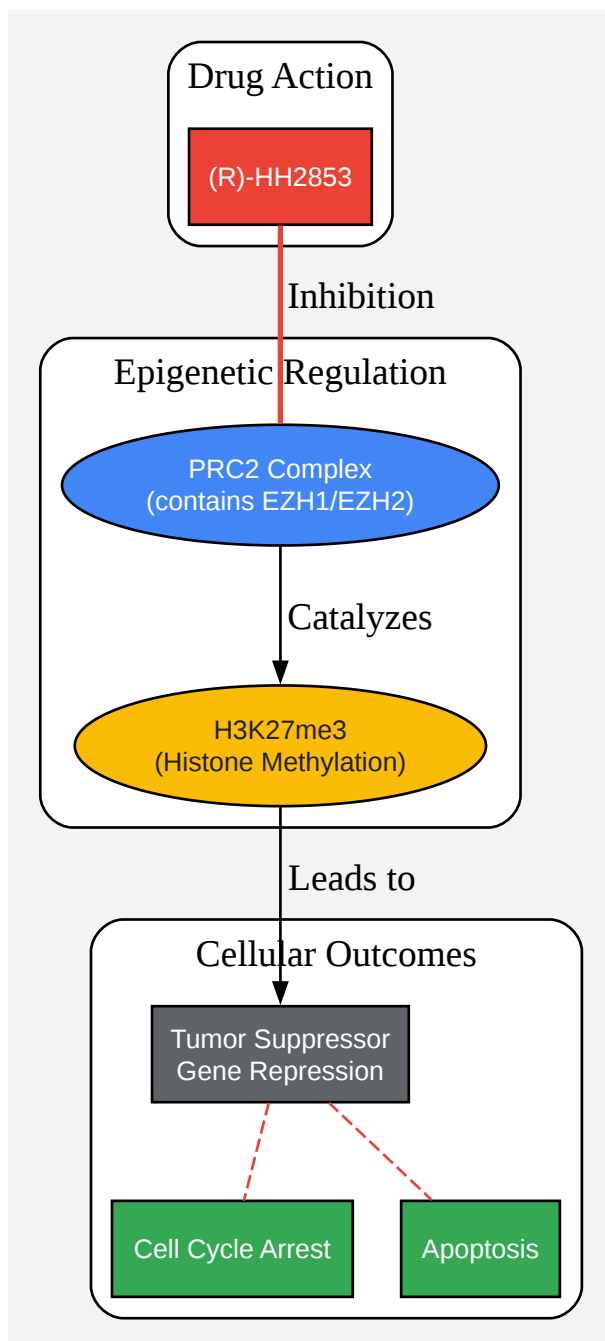 Drug Action
(R)-HH2853
Inhibition
Epigenetic Regulation
PRC2 Complex
(contains EZH1/EZH2)
Catalyzes
H3K27me3
(Histone Methylation)
Leads to
Cellular Outcomes
Tumor Suppressor
Gene Repression
Cell Cycle Arrest
Apoptosis